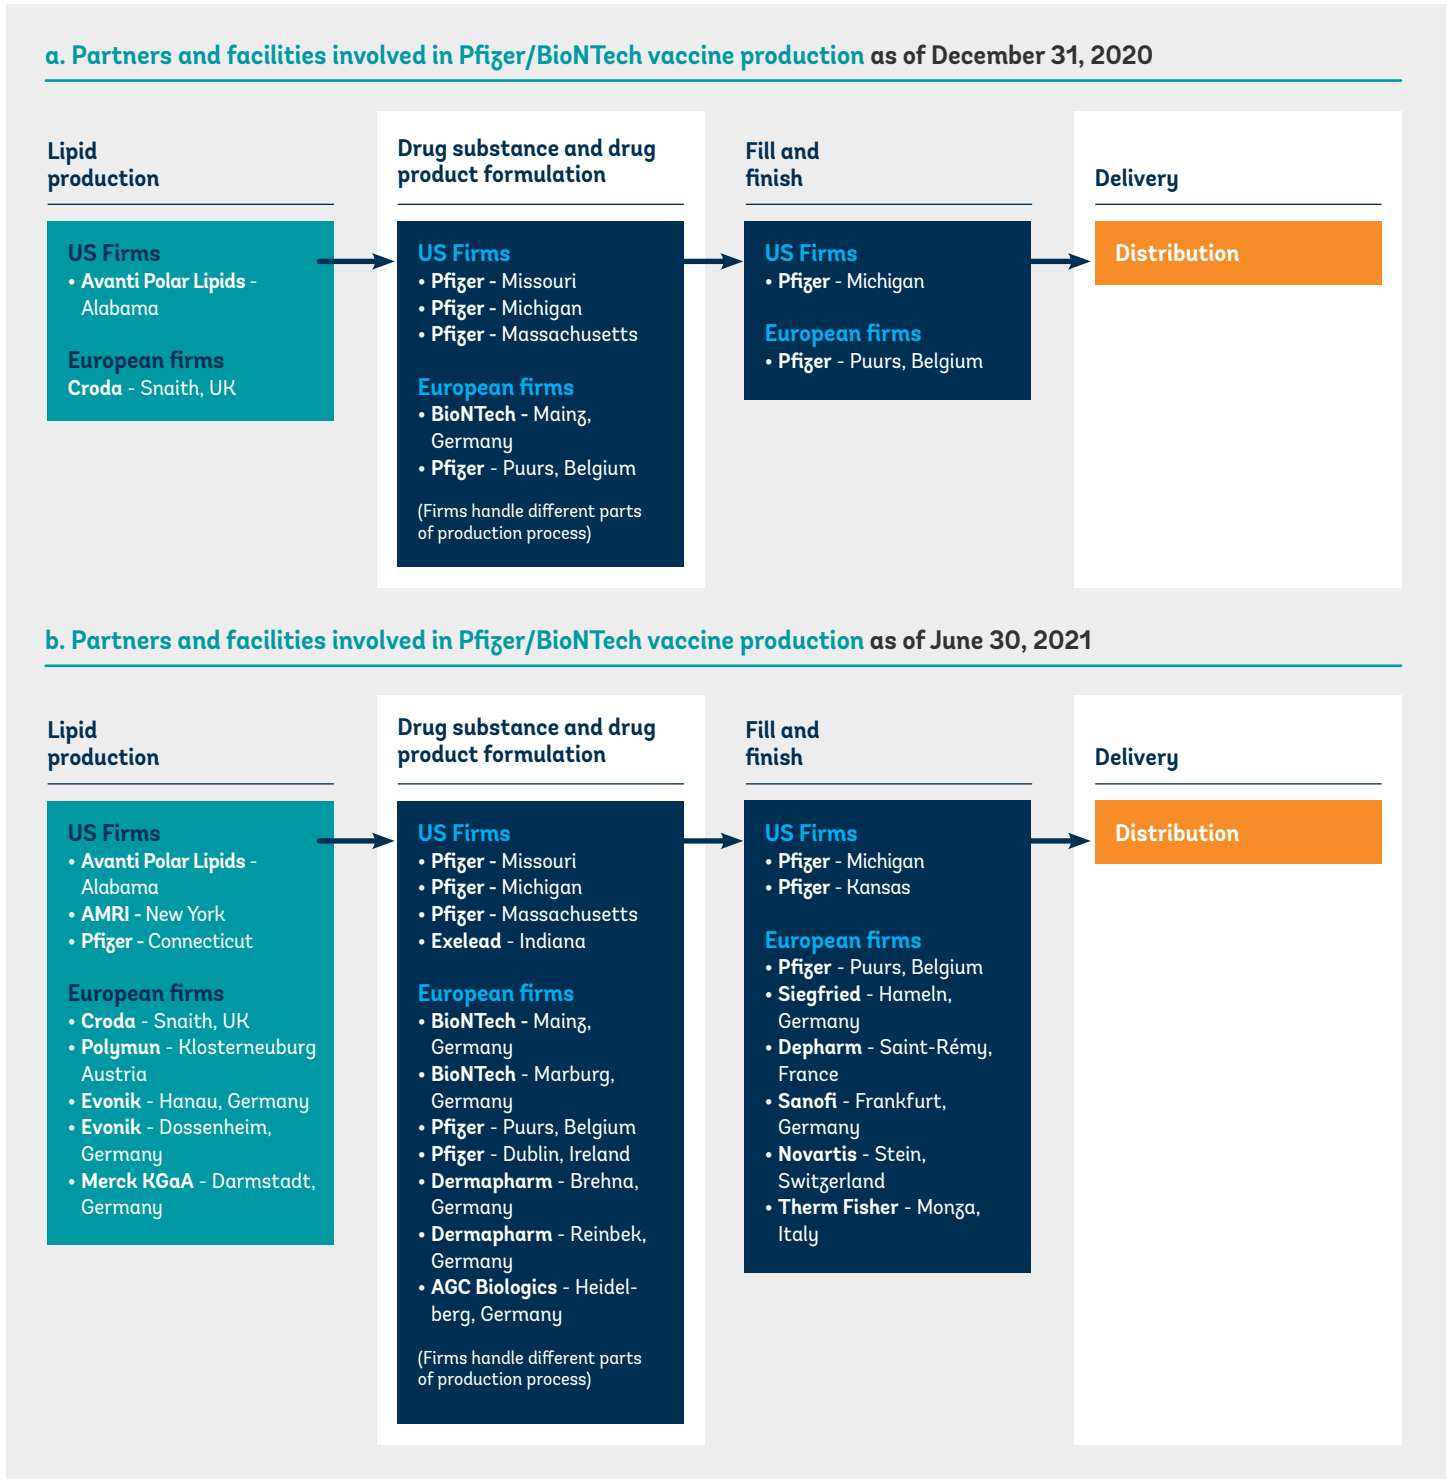 a. Partners and facilities involved in Pfizer/BioNTech vaccine production as of December 31, 2020
Lipid
production
US Firms
• Avanti Polar Lipids -
Alabama
European firms
Croda - Snaith, UK
Drug substance and drug
product formulation
US Firms
• Pfizer - Missouri
• Pfizer - Michigan
• Pfizer - Massachusetts
European firms
• BioNTech - Mainz,
Germany
• Pfizer - Puurs, Belgium
(Firms handle different parts
of production process)
Fill and
finish
US Firms
• Pfizer - Michigan
European firms
• Pfizer - Puurs, Belgium
Delivery
Distribution
b. Partners and facilities involved in Pfizer/BioNTech vaccine production as of June 30, 2021
Lipid
production
US Firms
• Avanti Polar Lipids -
Alabama
• AMRI - New York
• Pfizer - Connecticut
European firms
• Croda - Snaith, UK
• Polymun - Klosterneuburg
Austria
• Evonik - Hanau, Germany
• Evonik - Dossenheim,
Germany
• Merck KGaA - Darmstadt,
Germany
Drug substance and drug
product formulation
US Firms
• Pfizer - Missouri
• Pfizer - Michigan
• Pfizer - Massachusetts
• Exelead - Indiana
European firms
• BioNTech - Mainz,
Germany
• BioNTech - Marburg,
Germany
• Pfizer - Puurs, Belgium
• Pfizer - Dublin, Ireland
• Dermapharm - Brehna,
Germany
• Dermapharm - Reinbek,
Germany
• AGC Biologics - Heidel-
berg, Germany
(Firms handle different parts
of production process)
Fill and
finish
US Firms
• Pfizer - Michigan
• Pfizer - Kansas
European firms
• Pfizer - Puurs, Belgium
• Siegfried - Hameln,
Germany
• Depharm - Saint-Rémy,
France
• Sanofi - Frankfurt,
Germany
• Novartis - Stein,
Switzerland
• Therm Fisher - Monza,
Italy
Delivery
Distribution